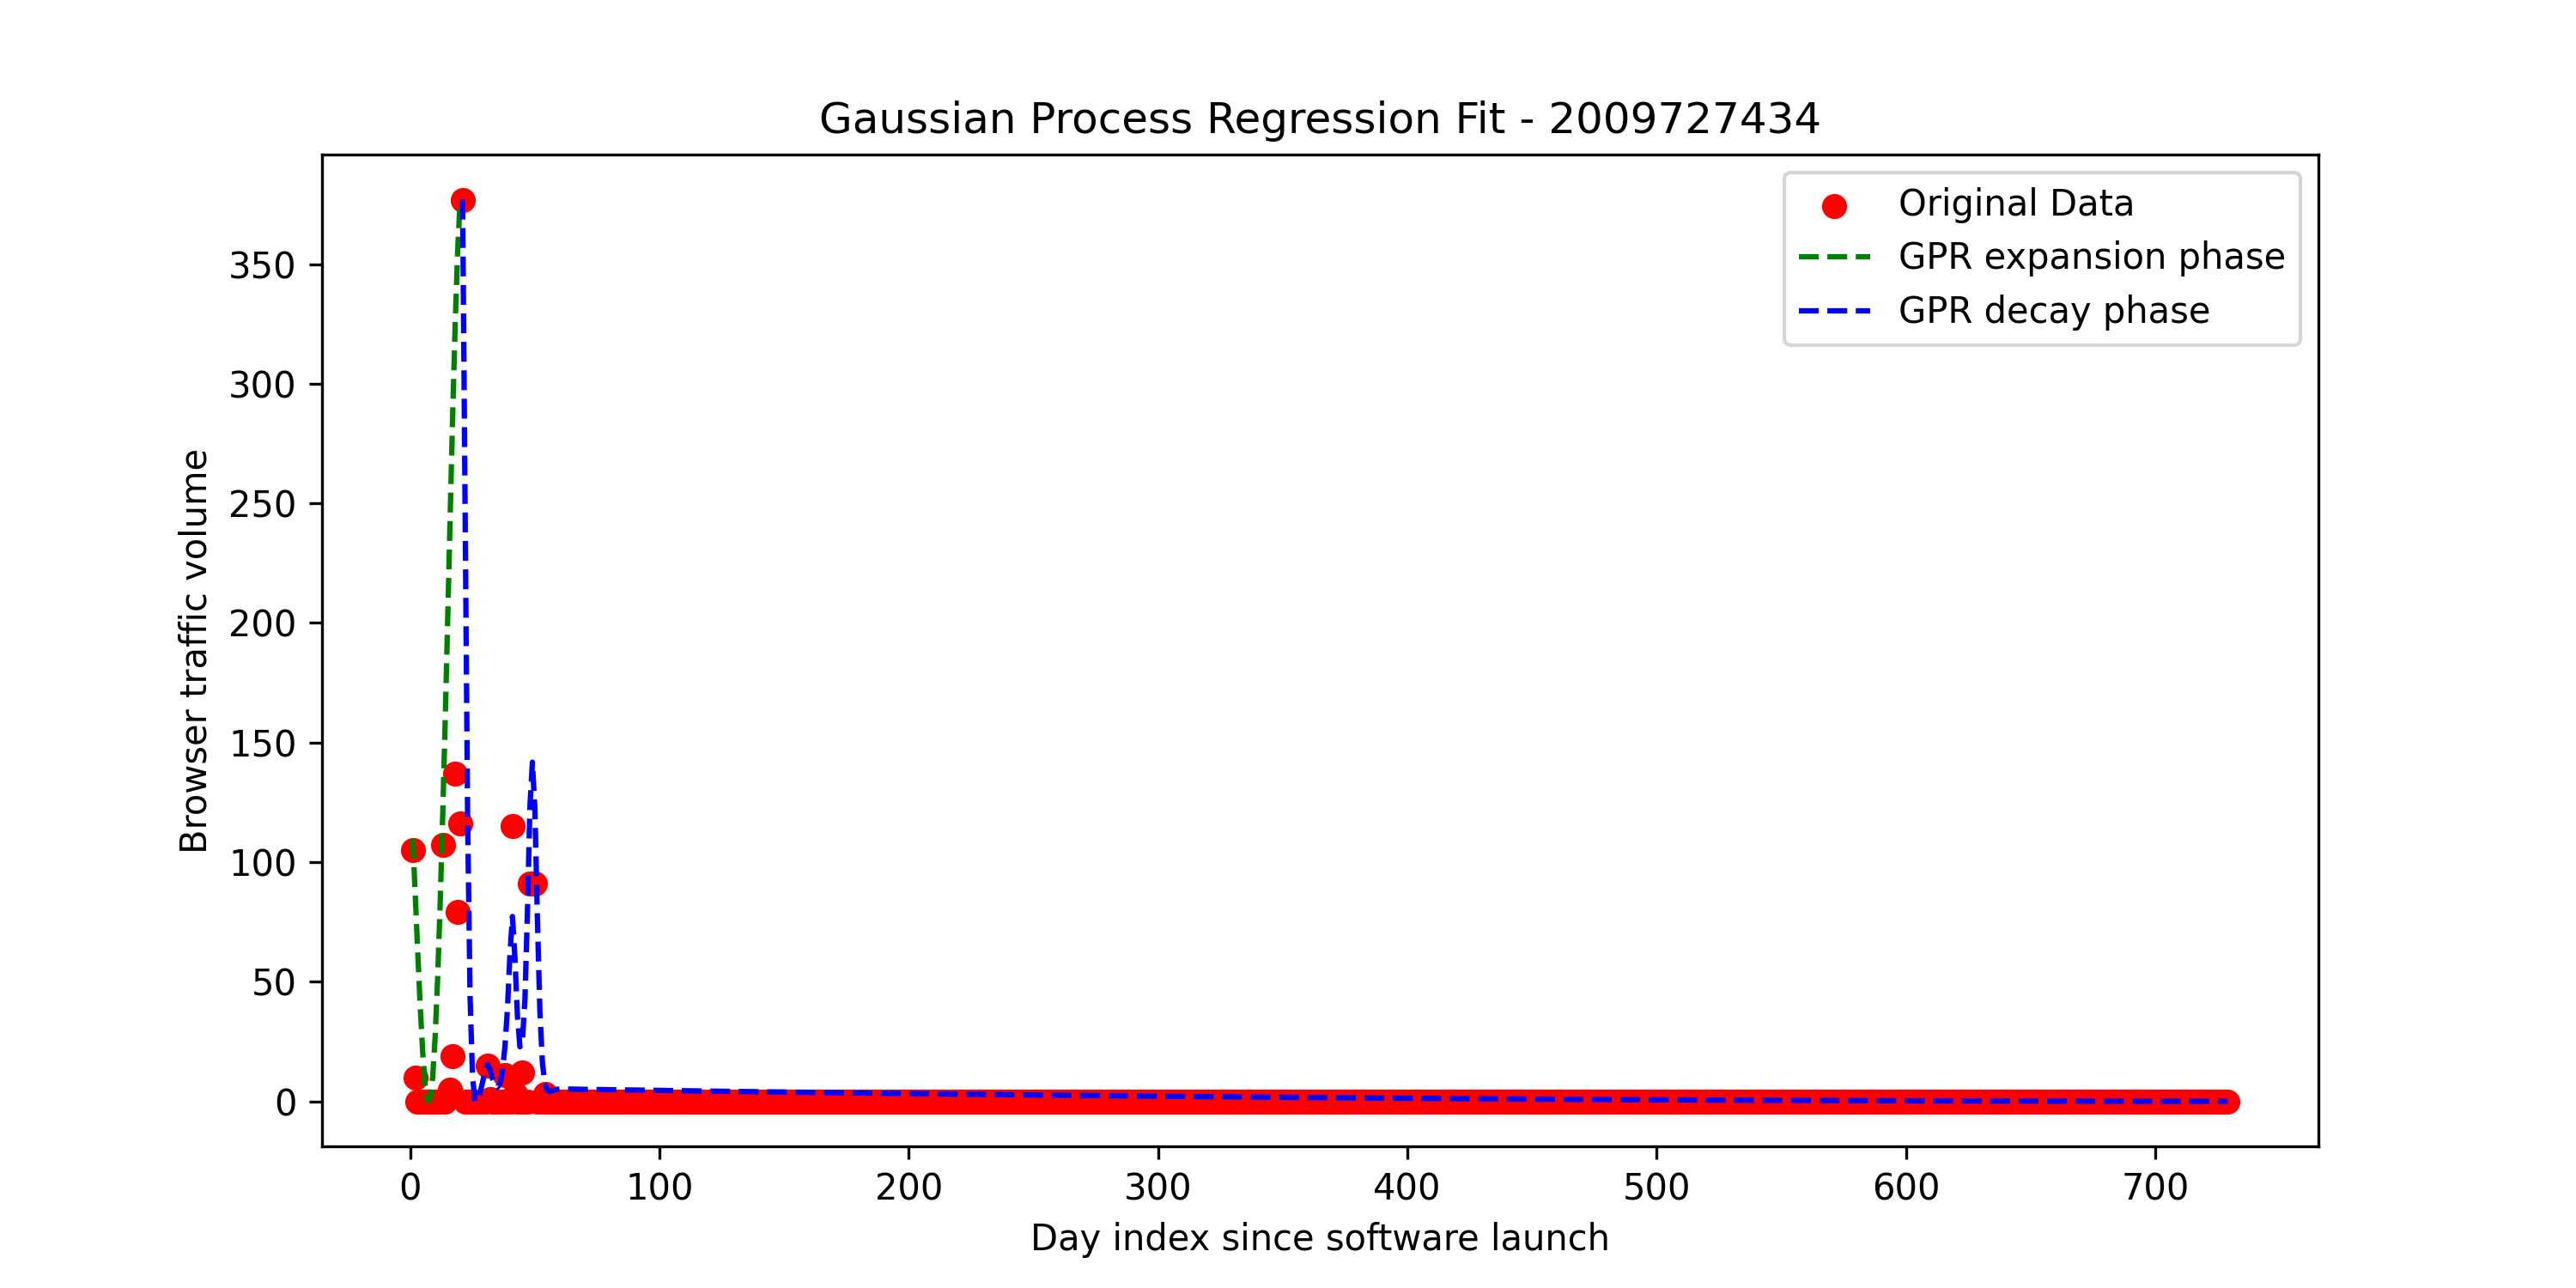 Gaussian Process Regression Fit - 2009727434
Original Data
GPR expansion phase
GPR decay phase
Browser traffic volume
350
300
250
200
150
100
50
0
0 100 200 300 400 500 600 700
Day index since software launch